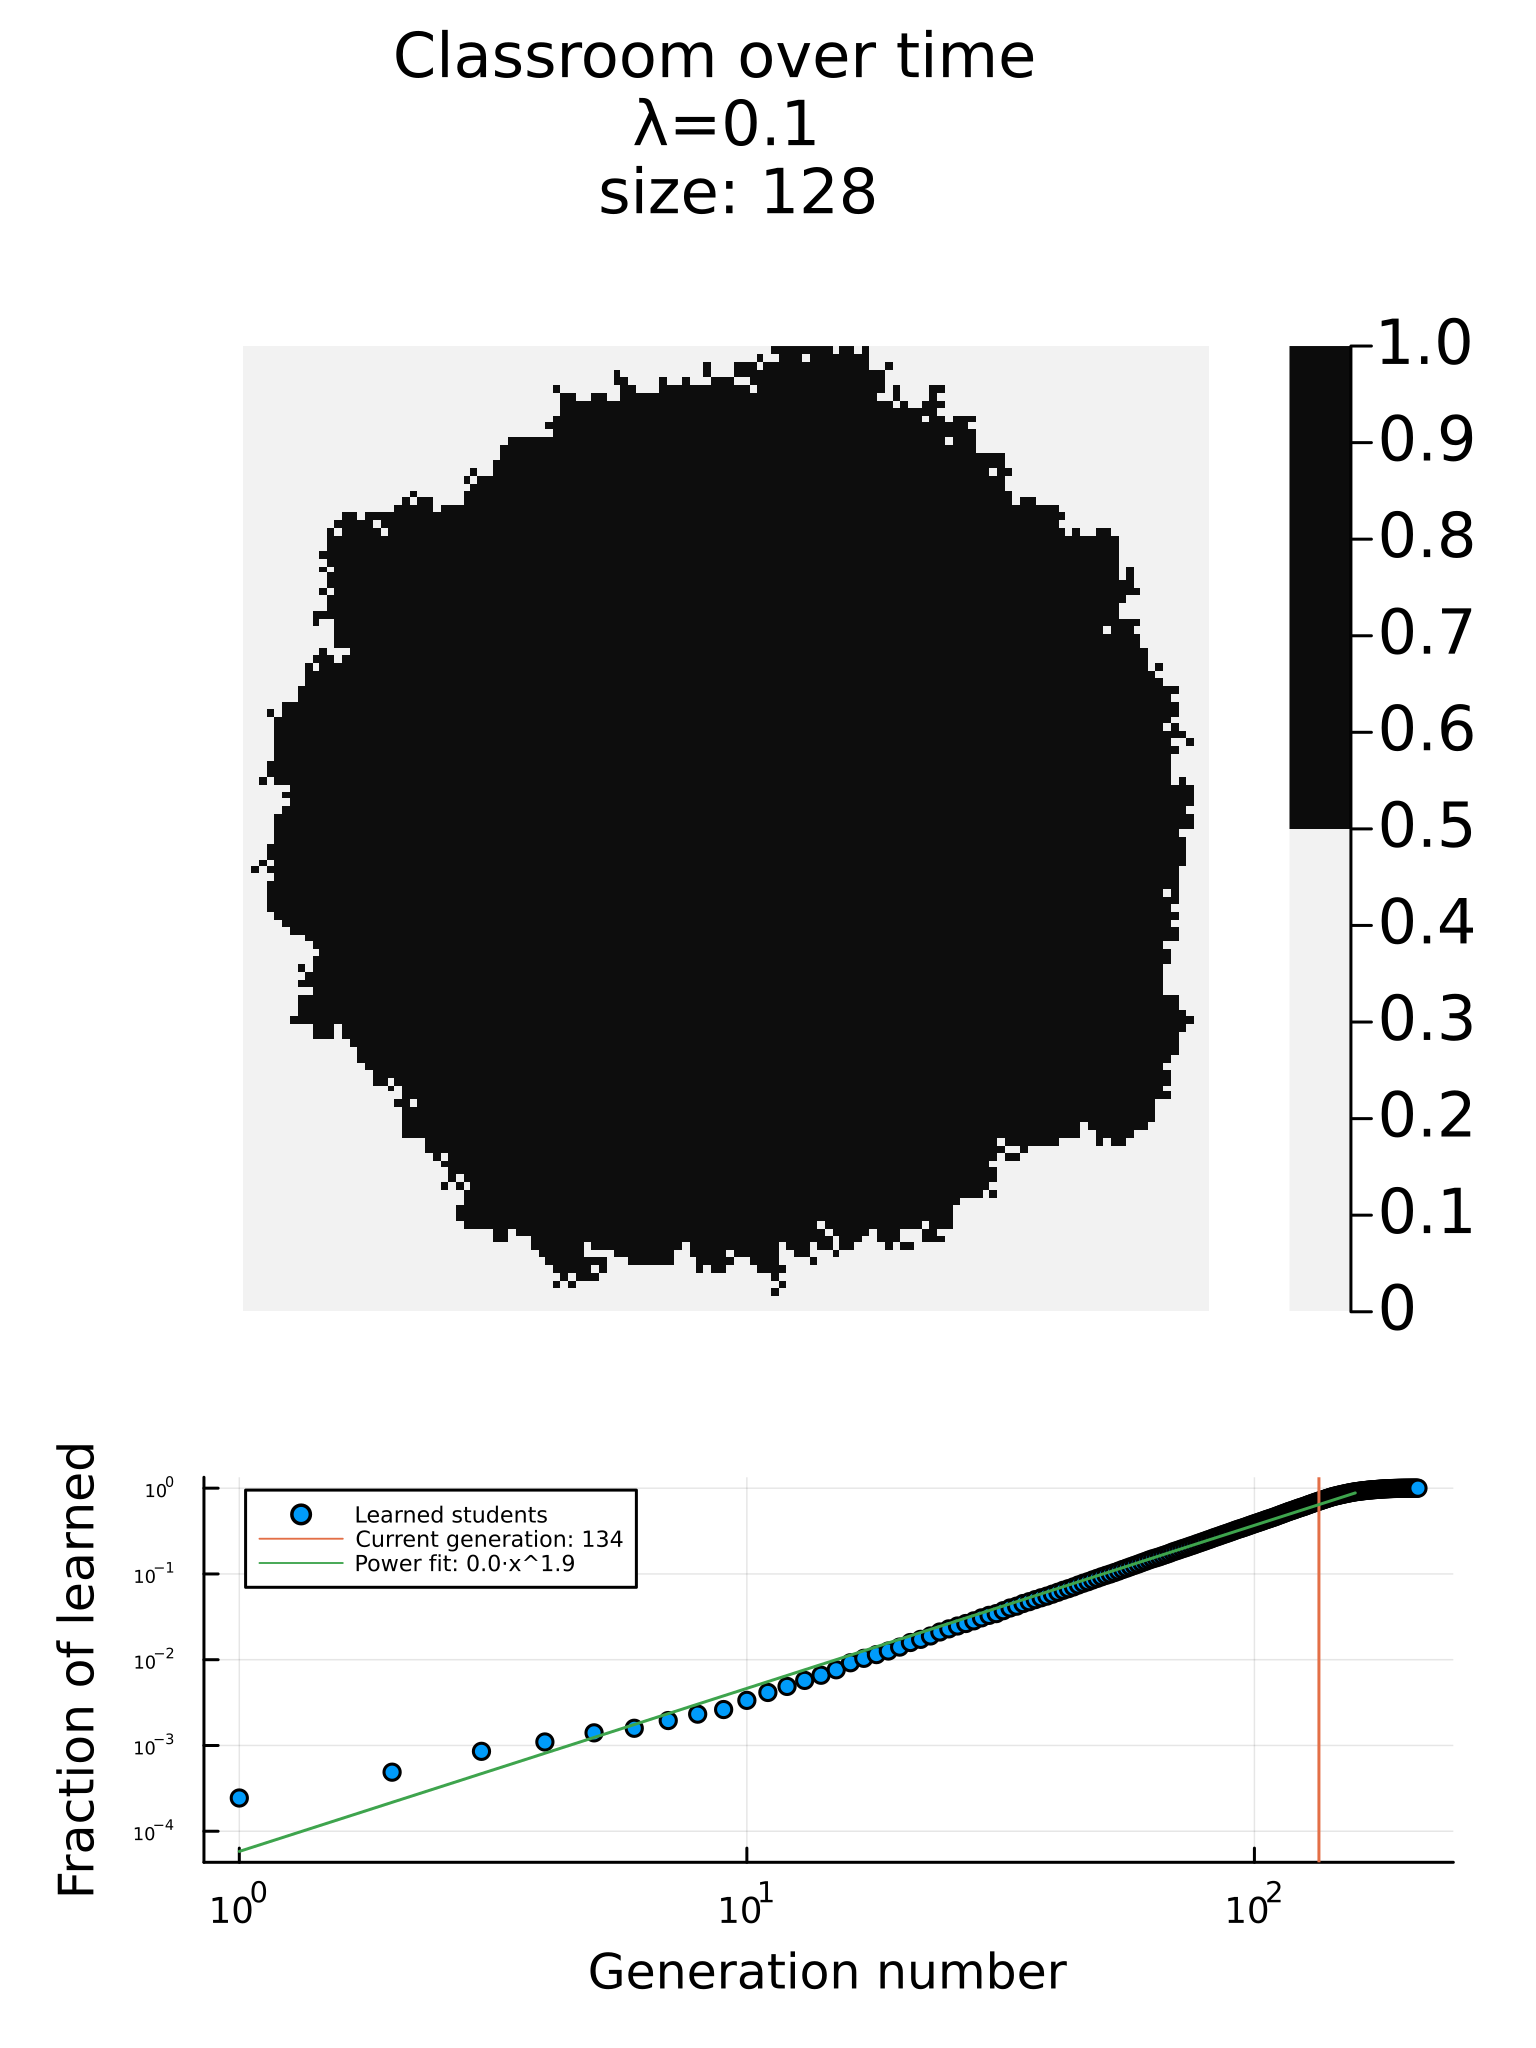 Classroom over time
λ=0.1
size: 128
1.0
0.9
0.8
0.7
0.6
0.5
0.4
0.3
0.2
0.1
0
Fraction of learned
10^0
10^−1
10^−2
10^−3
10^−4
Learned students
Current generation: 134
Power fit: 0.0·x^1.9
10^0 10^1 10^2
Generation number